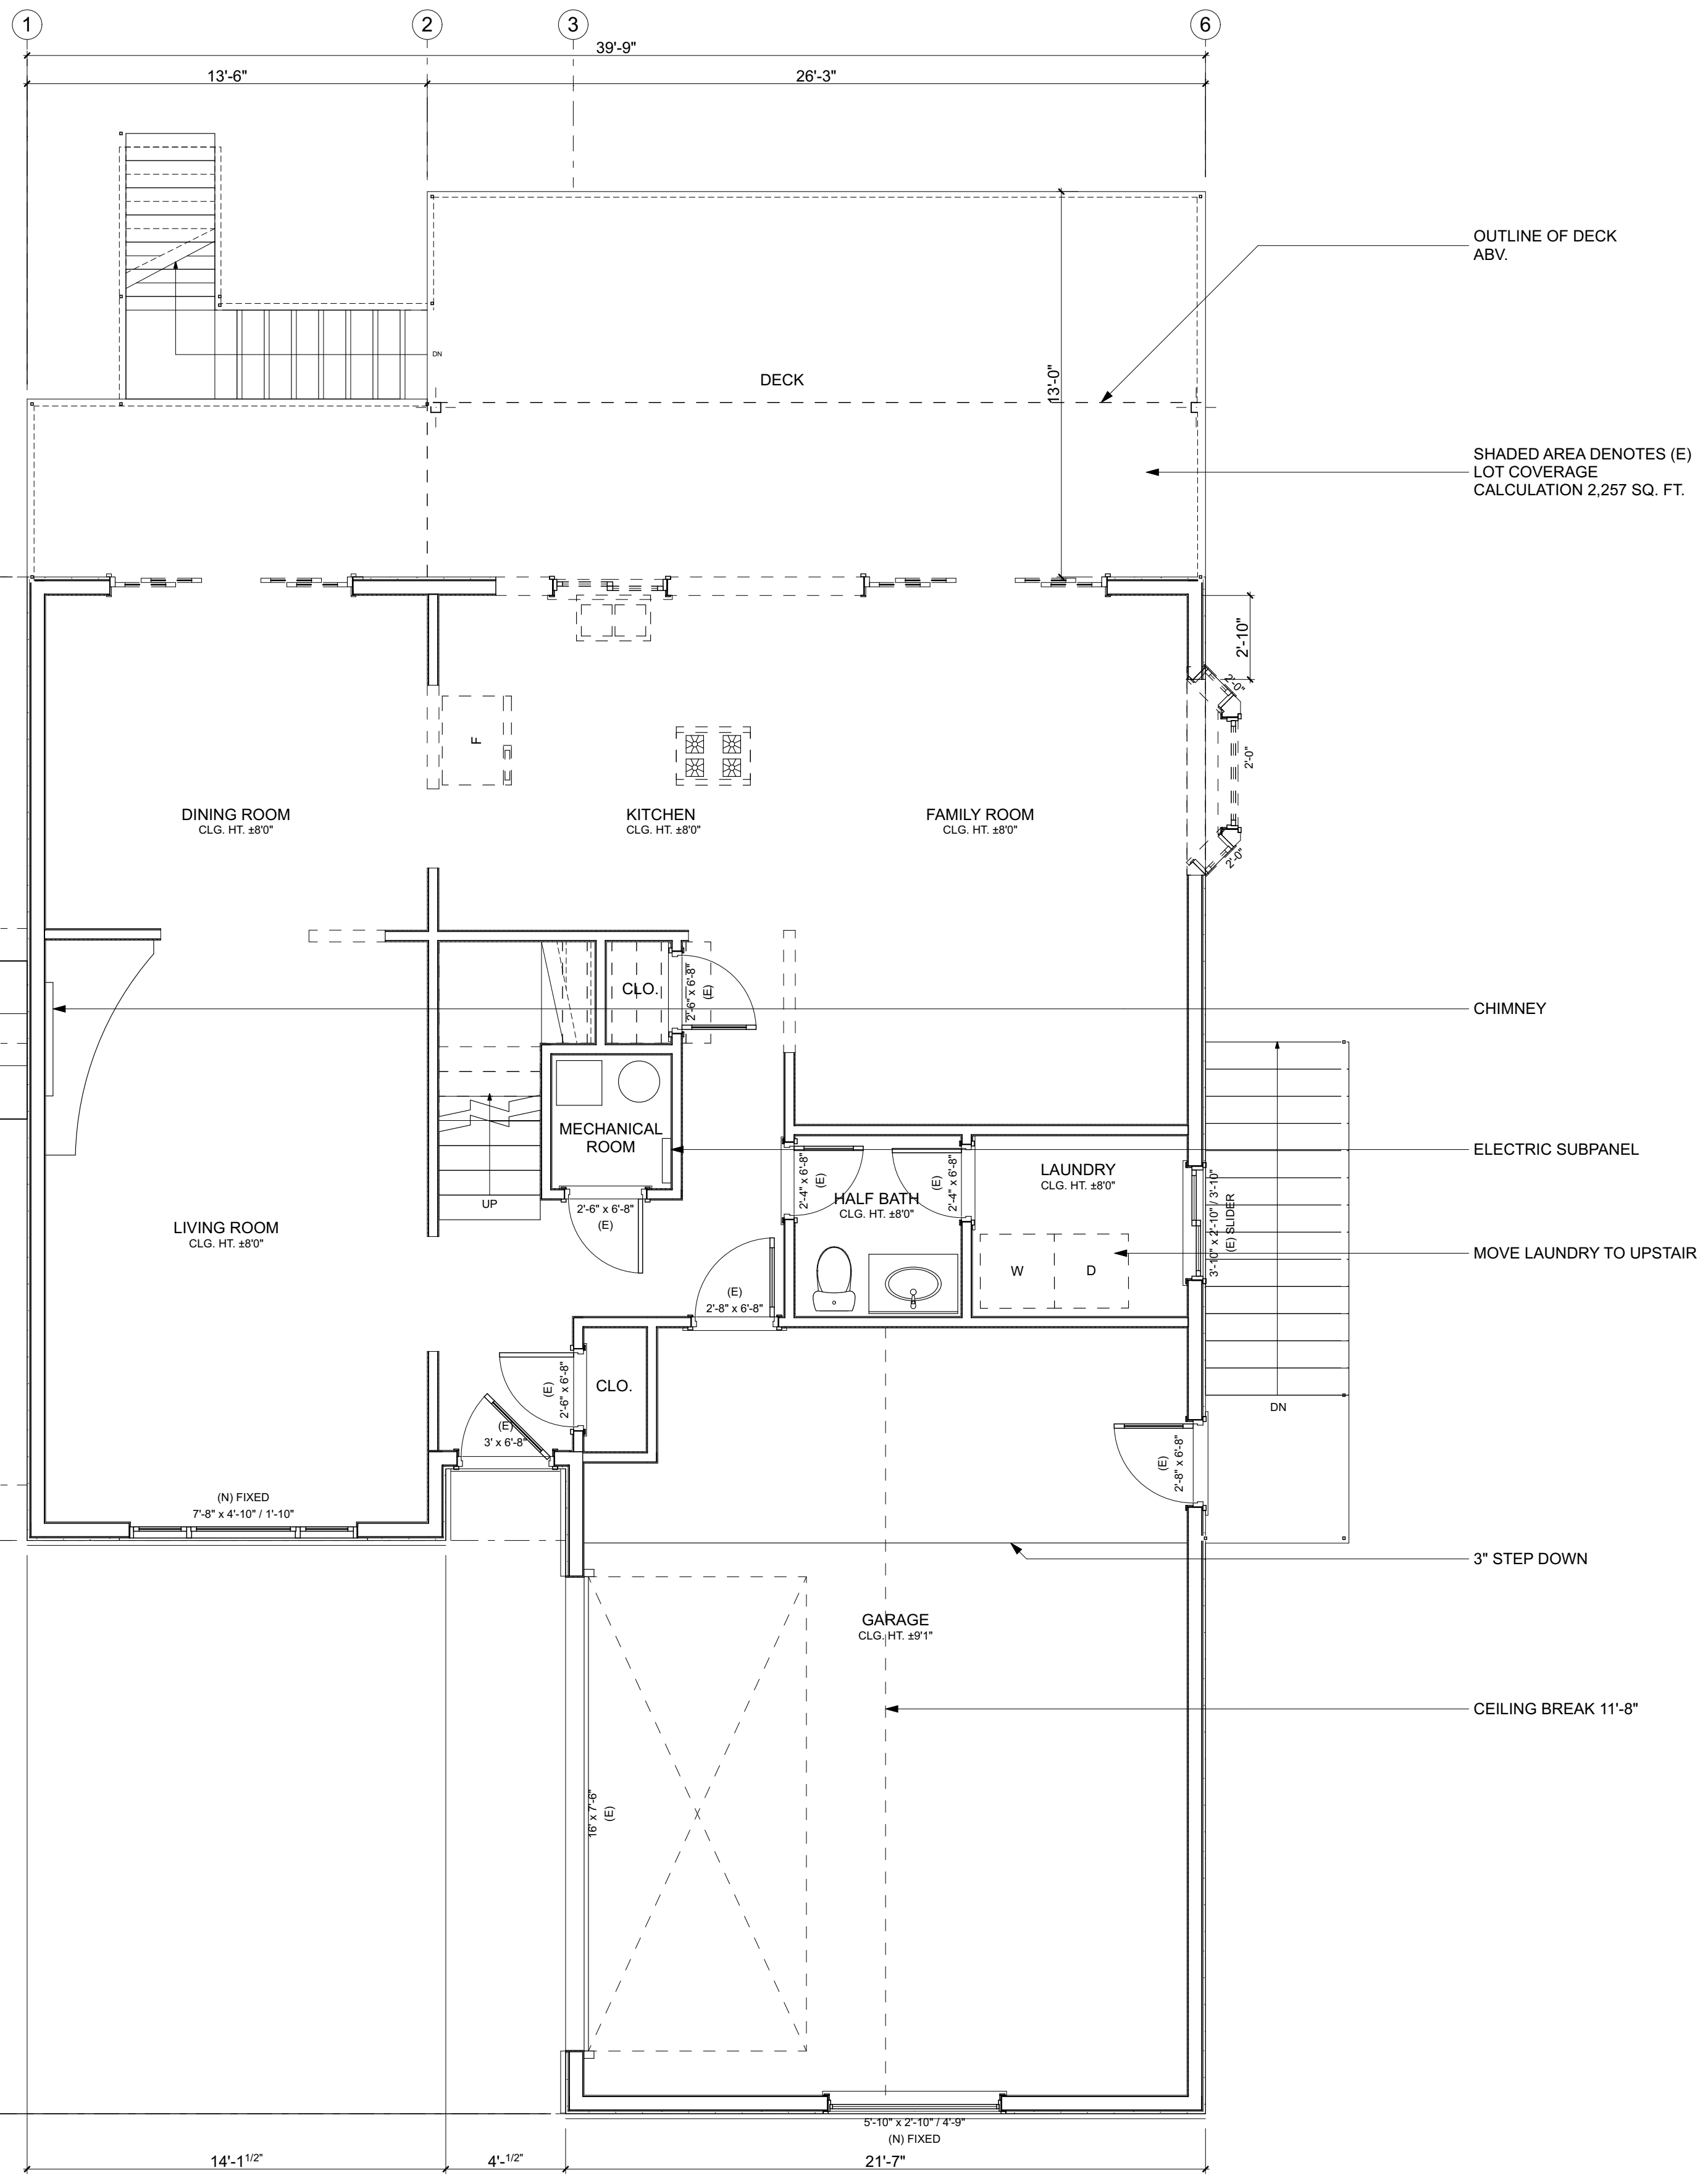 1
2
3
6
39'-9"
13'-6"
26'-3"
OUTLINE OF DECK
ABV.
DN
DECK
13'-0"
SHADED AREA DENOTES (E)
LOT COVERAGE
CALCULATION 2,257 SQ. FT.
2'-10"
2'-0"
2'-0"
2'-0"
F
DINING ROOM
CLG. HT. ±8'0"
KITCHEN
CLG. HT. ±8'0"
FAMILY ROOM
CLG. HT. ±8'0"
CLO.
2'-6" x 6'-8"
(E)
CHIMNEY
MECHANICAL
ROOM
ELECTRIC SUBPANEL
2'-4" x 6'-8"
(E)
HALF BATH
CLG. HT. ±8'0"
(E)
2'-4" x 6'-8"
LAUNDRY
CLG. HT. ±8'0"
3'-10" x 2'-10" / 3'-10"
(E) SLIDER
UP
2'-6" x 6'-8"
(E)
LIVING ROOM
CLG. HT. ±8'0"
W
D
MOVE LAUNDRY TO UPSTAIR
(E)
2'-8" x 6'-8"
(E)
2'-6" x 6'-8"
CLO.
DN
(E)
3' x 6'-8"
(E)
2'-8" x 6'-8"
(N) FIXED
7'-8" x 4'-10" / 1'-10"
3" STEP DOWN
GARAGE
CLG. HT. ±9'1"
CEILING BREAK 11'-8"
16' x 7'-6"
(E)
5'-10" x 2'-10" / 4'-9"
(N) FIXED
14'-1 1/2"
4'- 1/2"
21'-7"